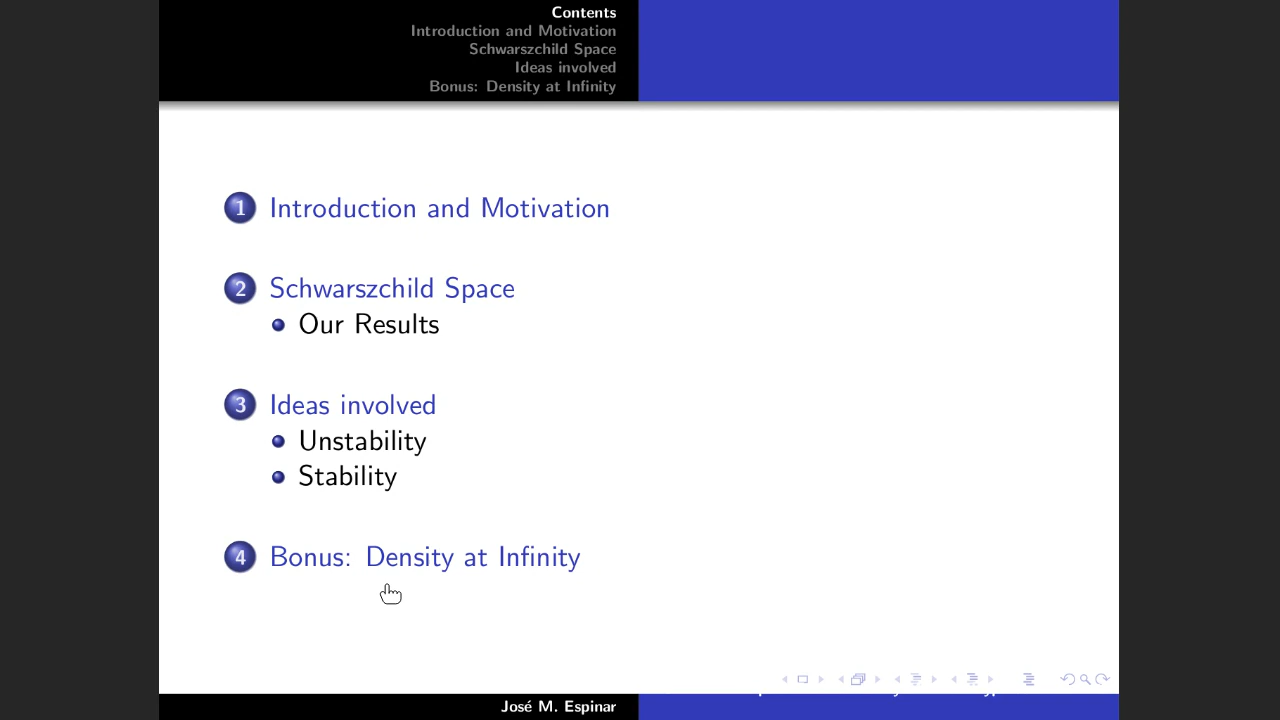 Contents
Introduction and Motivation
Schwarszchild Space
Ideas involved
Bonus: Density at Infinity
1 Introduction and Motivation
2 Schwarszchild Space
Our Results
3 Ideas involved
Unstability
Stability
4 Bonus: Density at Infinity
José M. Espinar